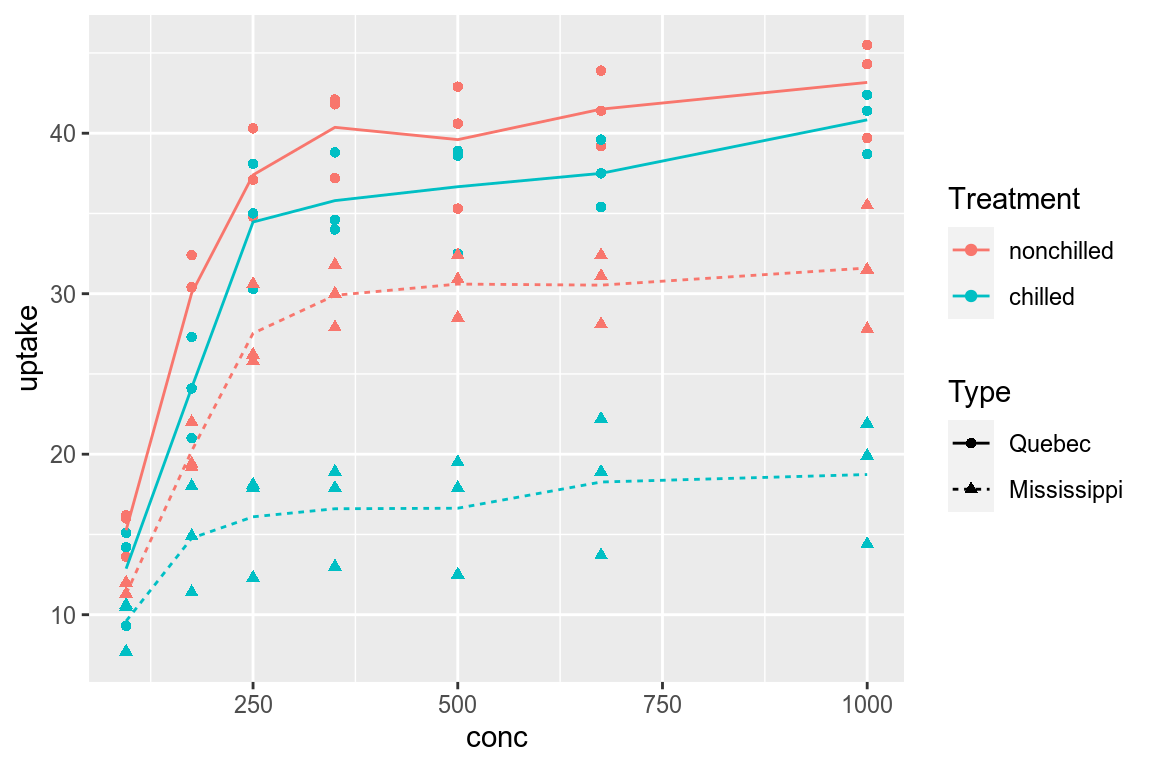 uptake
40
30
20
10
250
500
750
1000
conc
Treatment
nonchilled
chilled
Type
Quebec
Mississippi